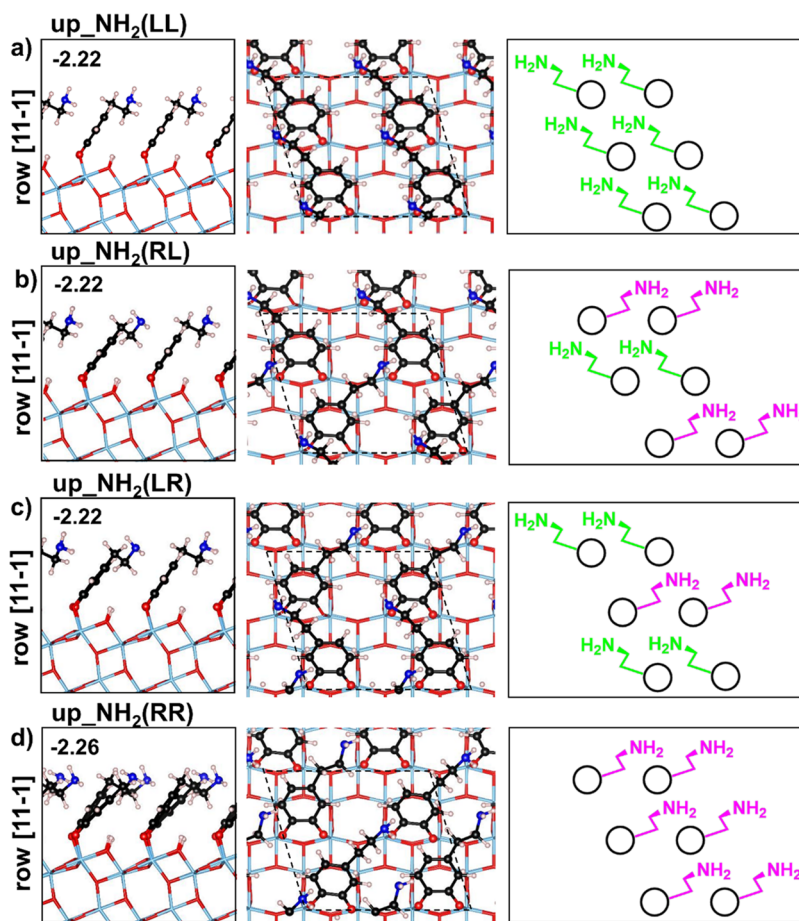 up_NH₂(LL)
a)
-2.22
row [11-1]
H₂N H₂N
H₂N H₂N
H₂N H₂N
up_NH₂(RL)
b)
-2.22
row [11-1]
NH₂ NH₂
H₂N H₂N
NH₂ NH
up_NH₂(LR)
c)
-2.22
row [11-1]
H₂N H₂N
NH₂ NH₂
H₂N H₂N
up_NH₂(RR)
d)
-2.26
row [11-1]
NH₂ NH₂
NH₂ NH₂
NH₂ NH₂